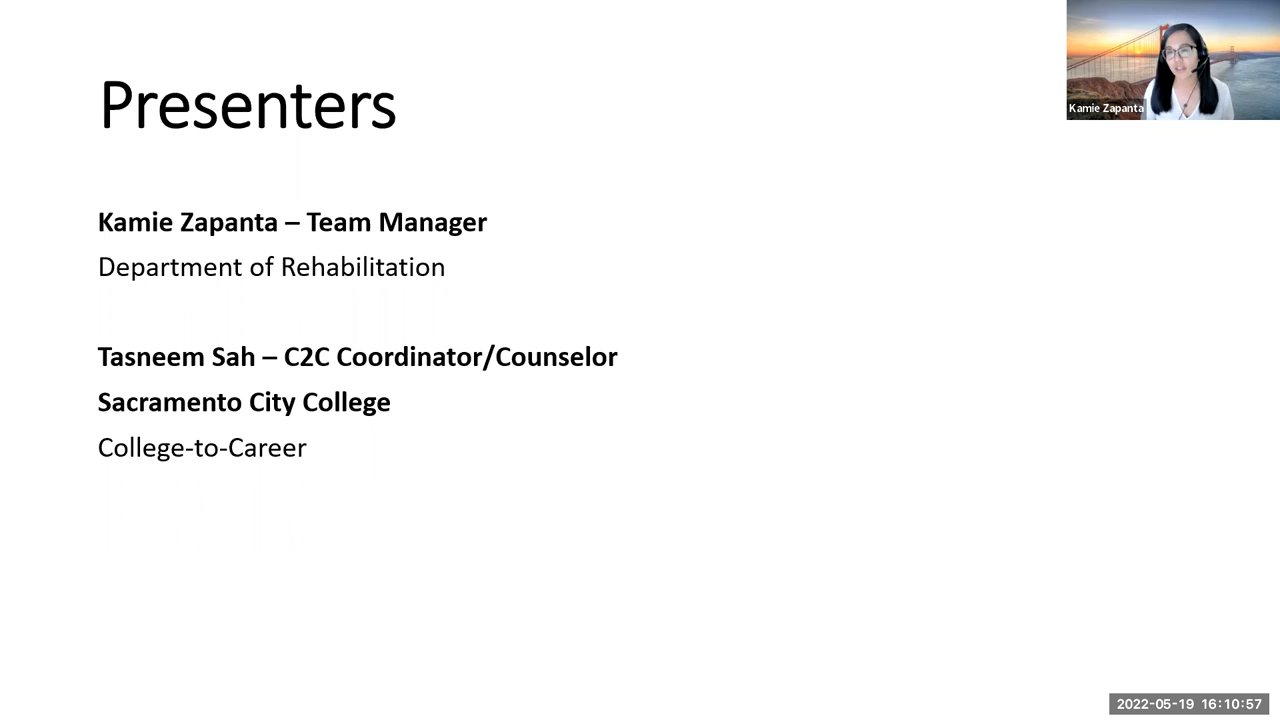 Presenters
Kamie Zapanta
Kamie Zapanta – Team Manager
Department of Rehabilitation
Tasneem Sah – C2C Coordinator/Counselor
Sacramento City College
College-to-Career
2022-05-19 16:10:57